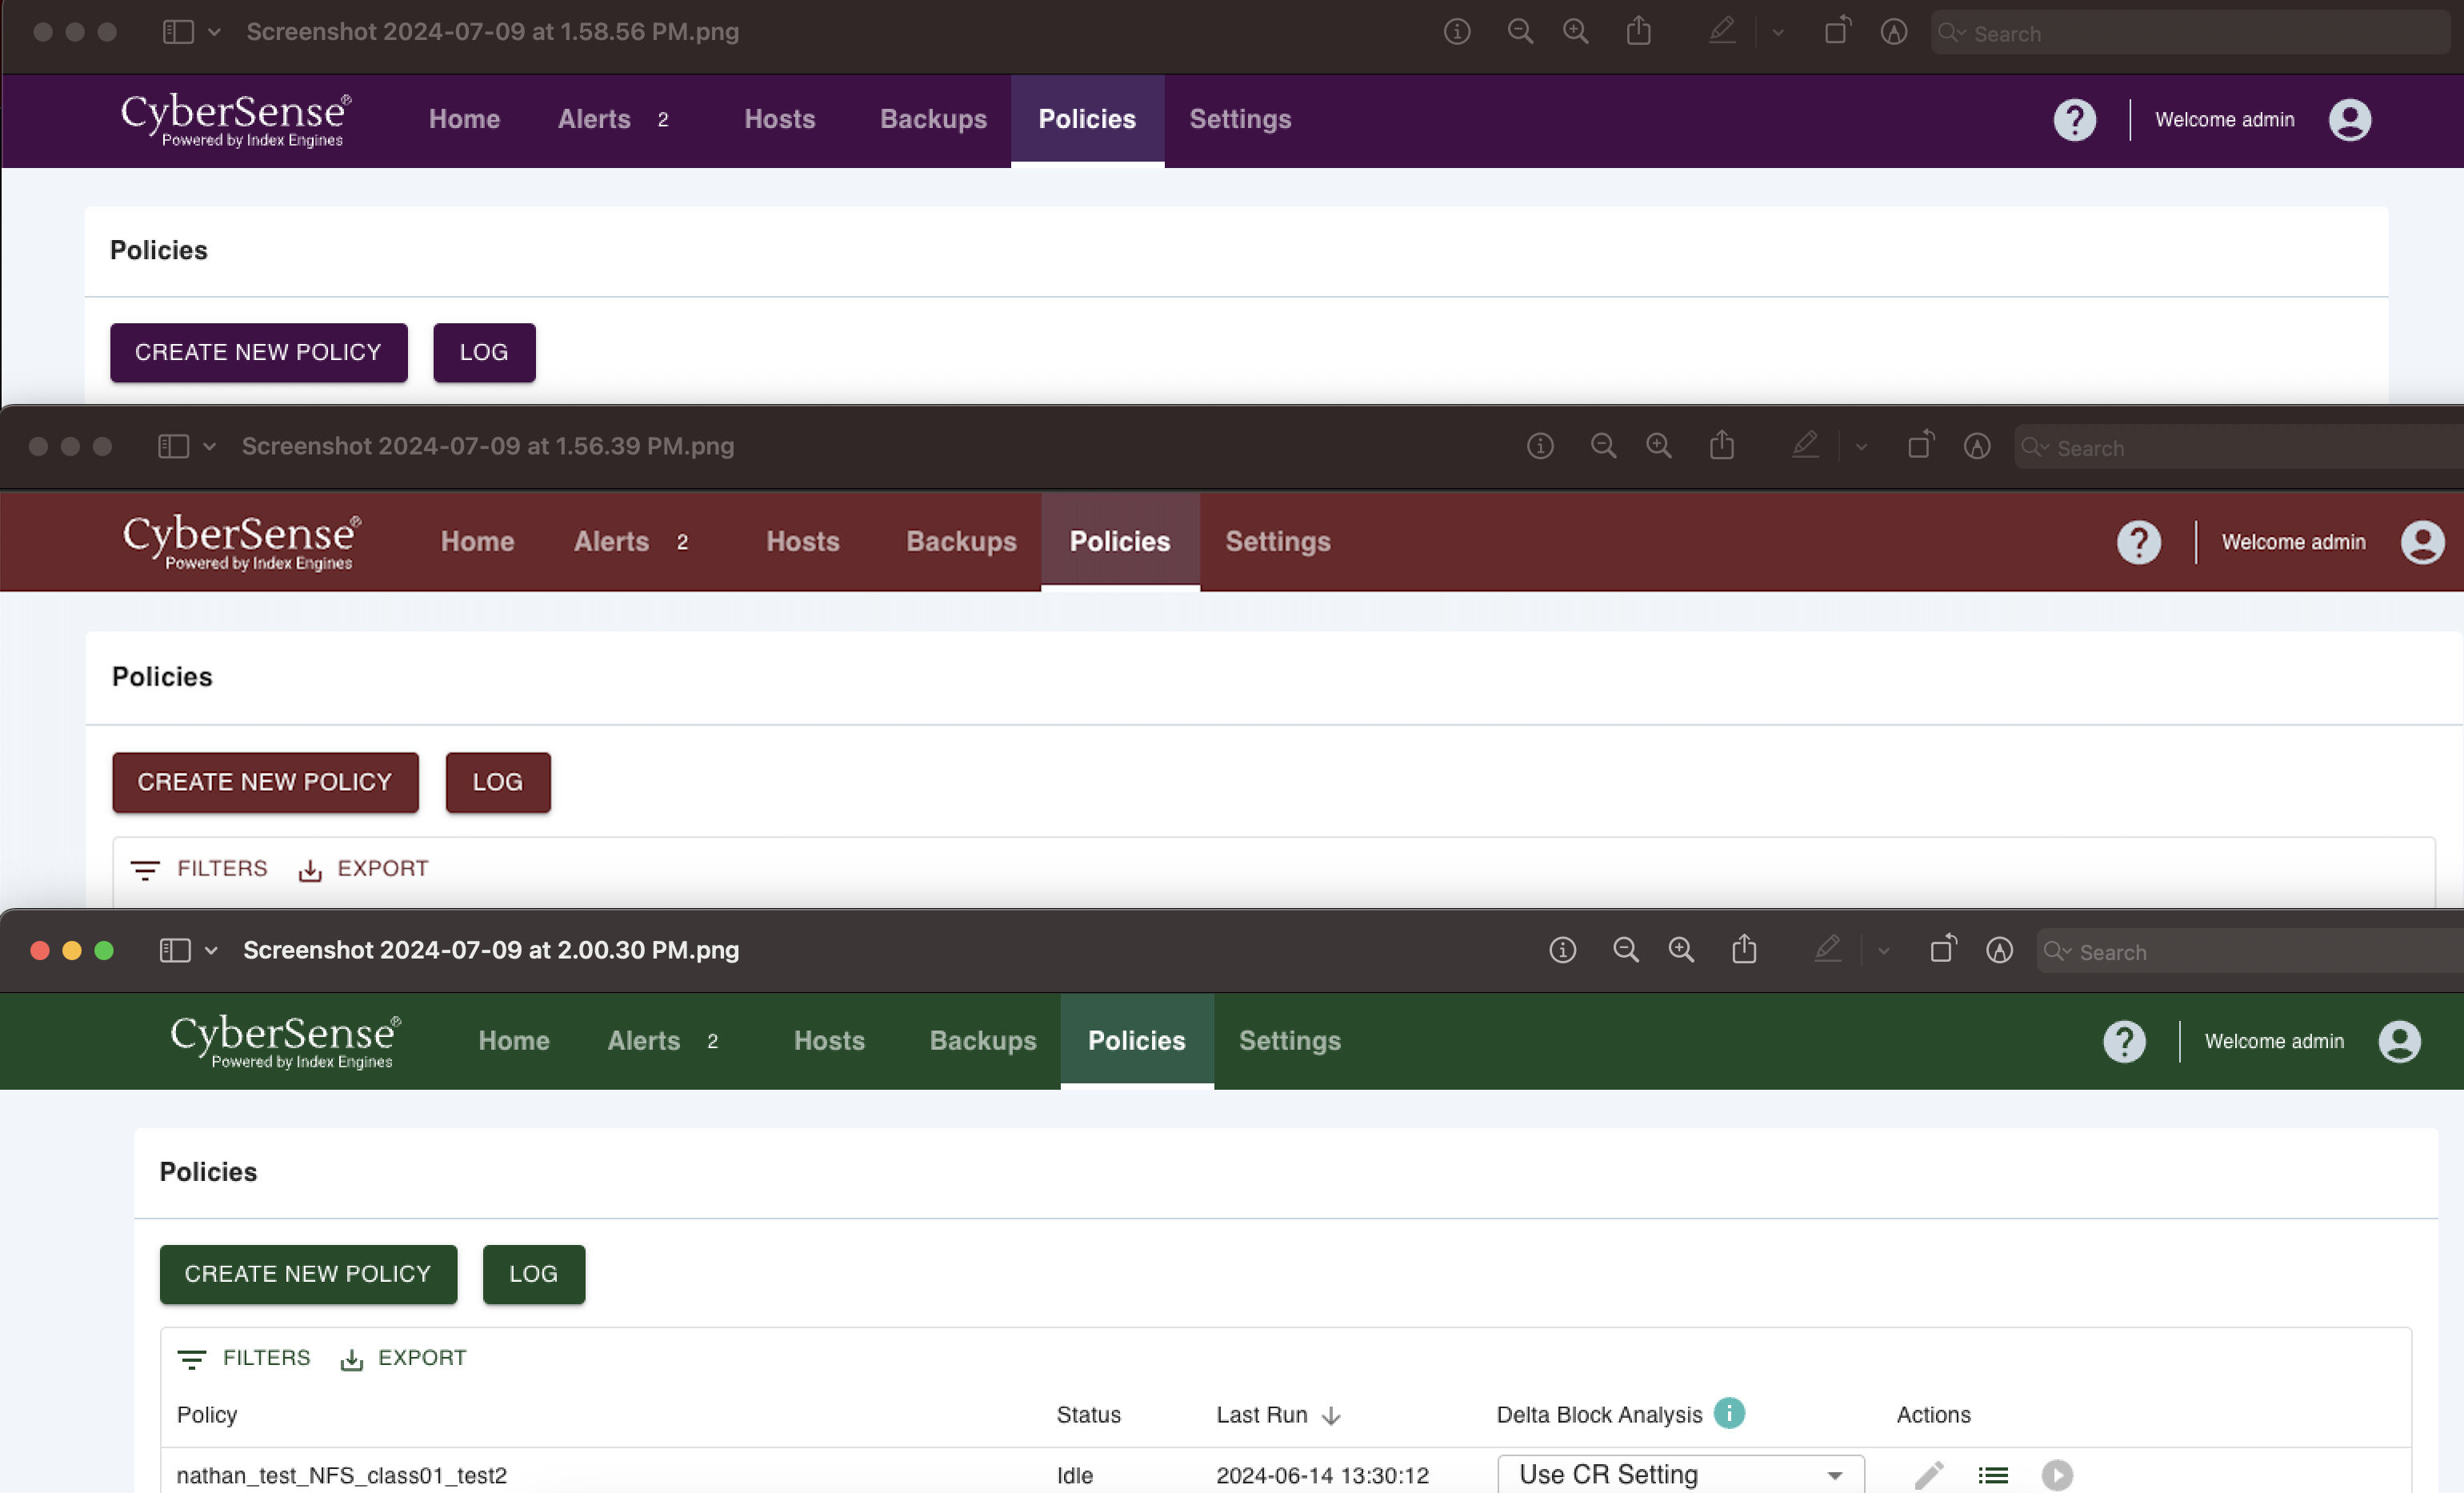 Screenshot 2024-07-09 at 1.58.56 PM.png Search
CyberSense® Home Alerts 2 Hosts Backups Policies Settings ? Welcome admin
Powered by Index Engines
Policies
CREATE NEW POLICY LOG
Screenshot 2024-07-09 at 1.56.39 PM.png Search
CyberSense® Home Alerts 2 Hosts Backups Policies Settings ? Welcome admin
Powered by Index Engines
Policies
CREATE NEW POLICY LOG
FILTERS EXPORT
Screenshot 2024-07-09 at 2.00.30 PM.png Search
CyberSense® Home Alerts 2 Hosts Backups Policies Settings ? Welcome admin
Powered by Index Engines
Policies
CREATE NEW POLICY LOG
FILTERS EXPORT
Policy Status Last Run Delta Block Analysis i Actions
nathan_test_NFS_class01_test2 Idle 2024-06-14 13:30:12 Use CR Setting